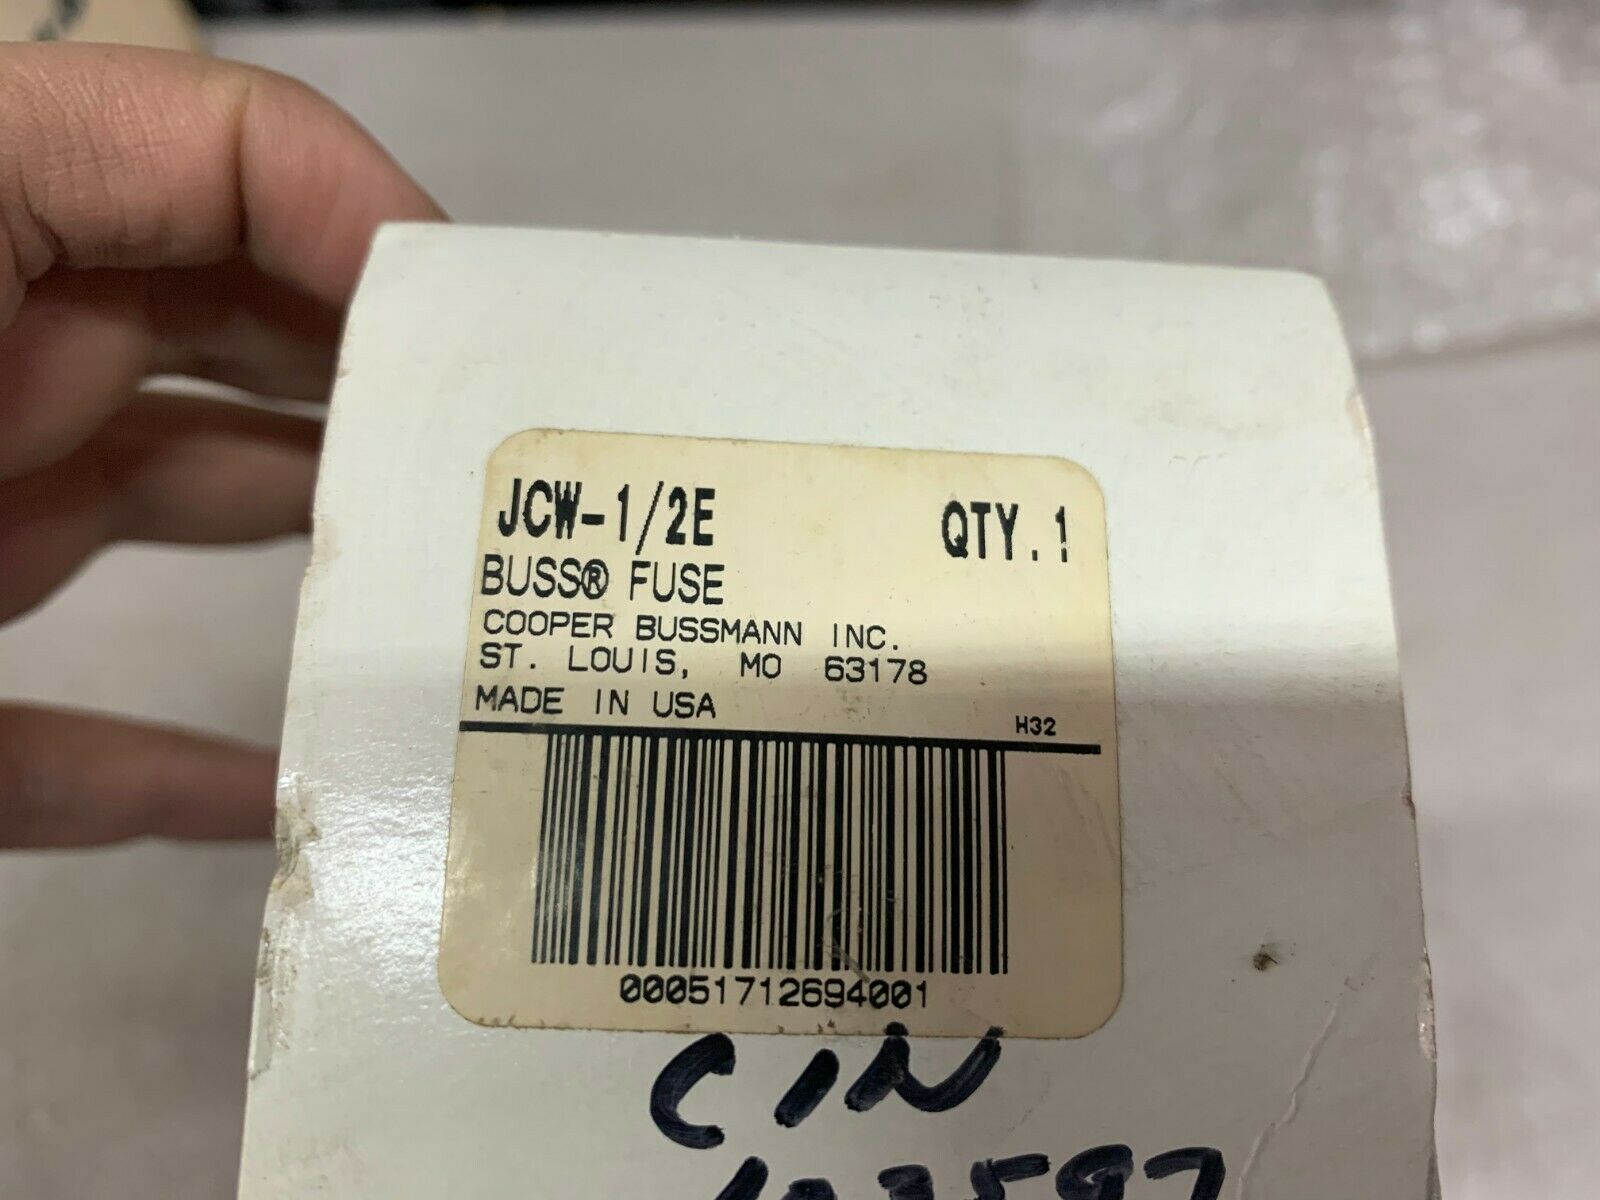 JCW-1/2E QTY.1
BUSS® FUSE
COOPER BUSSMANN INC.
ST. LOUIS, MO 63178
MADE IN USA
H32
00051712694001
CIN